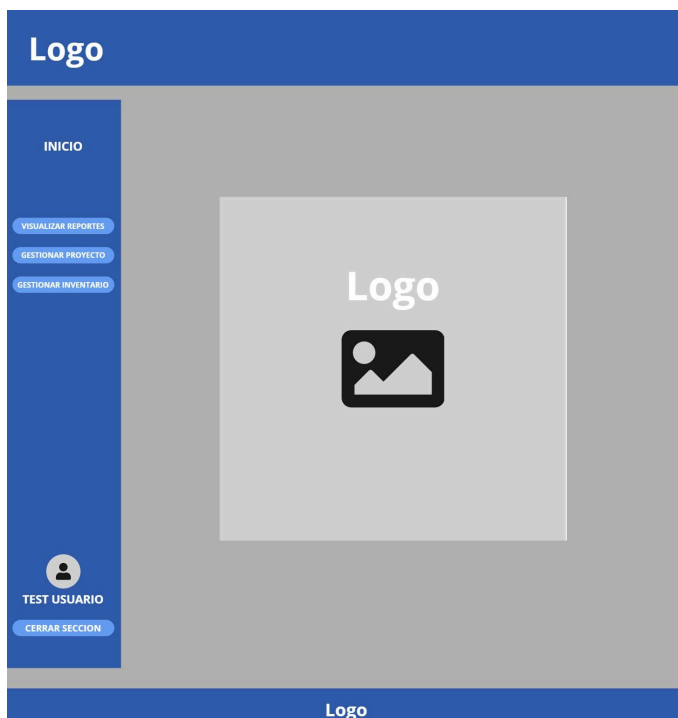 Logo
INICIO
VISUALIZAR REPORTES
GESTIONAR PROYECTO
GESTIONAR INVENTARIO
Logo
TEST USUARIO
CERRAR SECCION
Logo